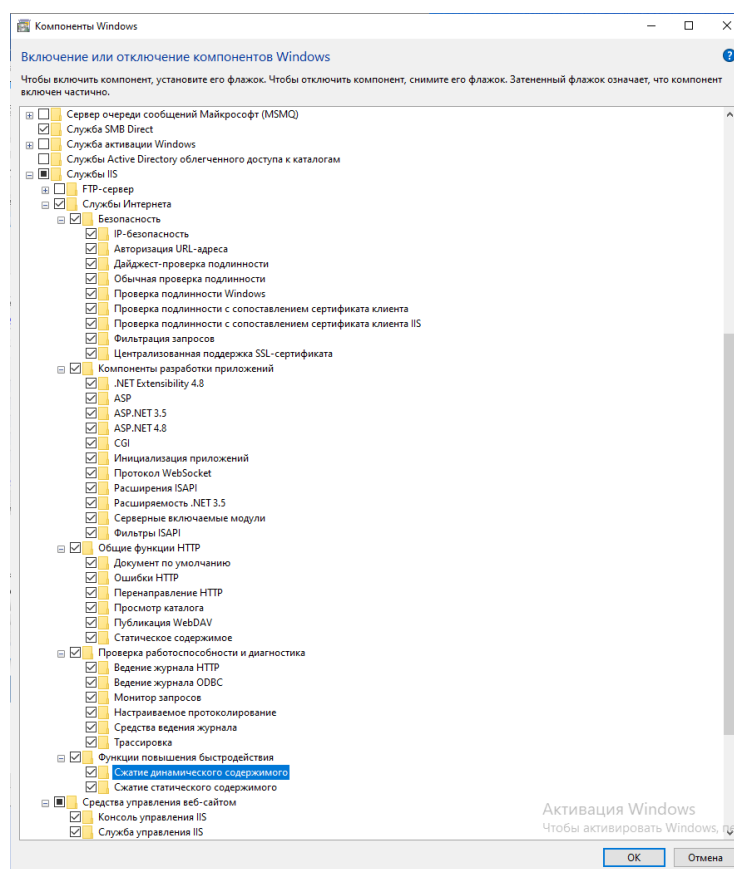 Компоненты Windows
Включение или отключение компонентов Windows
Чтобы включить компонент, установите его флажок. Чтобы отключить компонент, снимите его флажок. Затененный флажок означает, что компонент
включен частично.
Сервер очереди сообщений Майкрософт (MSMQ)
Служба SMB Direct
Служба активации Windows
Службы Active Directory облегченного доступа к каталогам
Службы IIS
FTP-сервер
Службы Интернета
Безопасность
IP-безопасность
Авторизация URL-адреса
Дайджест-проверка подлинности
Обычная проверка подлинности
Проверка подлинности Windows
Проверка подлинности с сопоставлением сертификата клиента
Проверка подлинности с сопоставлением сертификата клиента IIS
Фильтрация запросов
Централизованная поддержка SSL-сертификата
Компоненты разработки приложений
.NET Extensibility 4.8
ASP
ASP.NET 3.5
ASP.NET 4.8
CGI
Инициализация приложений
Протокол WebSocket
Расширения ISAPI
Расширяемость .NET 3.5
Серверные включаемые модули
Фильтры ISAPI
Общие функции HTTP
Документ по умолчанию
Ошибки HTTP
Перенаправление HTTP
Просмотр каталога
Публикация WebDAV
Статическое содержимое
Проверка работоспособности и диагностика
Ведение журнала HTTP
Ведение журнала ODBC
Монитор запросов
Настраиваемое протоколирование
Средства ведения журнала
Трассировка
Функции повышения быстродействия
Сжатие динамического содержимого
Сжатие статического содержимого
Средства управления веб-сайтом
Консоль управления IIS
Служба управления IIS
Активация Windows
Чтобы активировать Windows,
ОК
Отмена